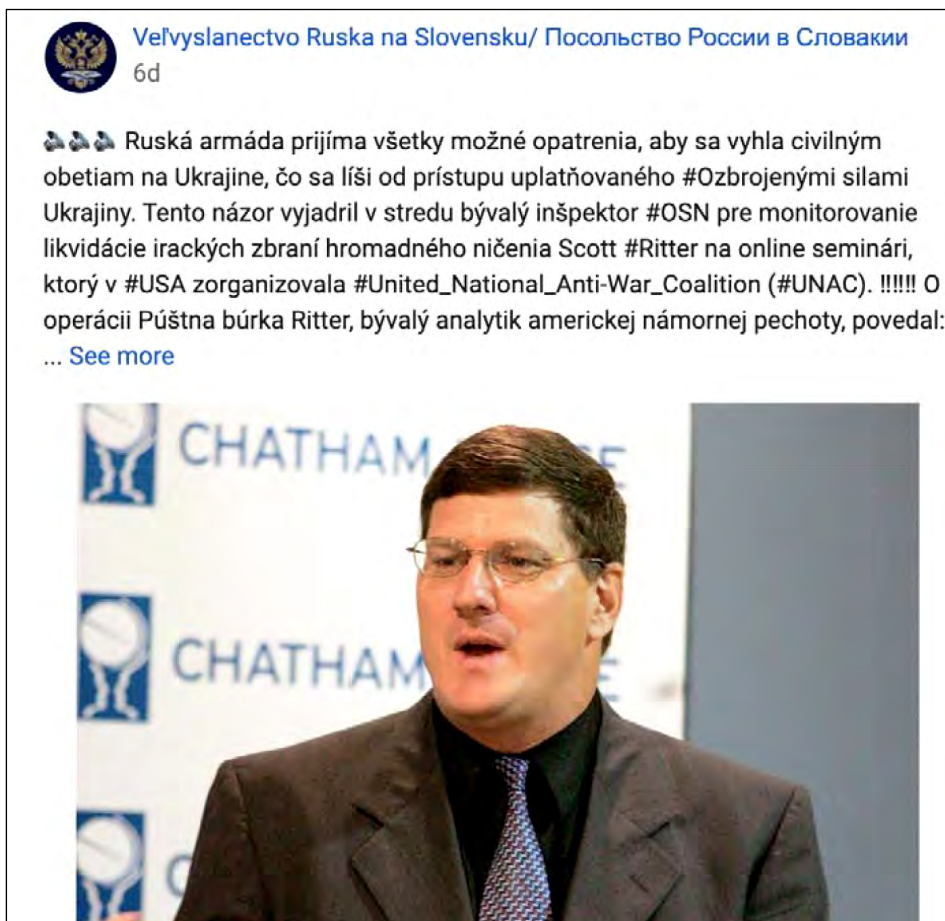 Veľvyslanectvo Ruska na Slovensku/ Посольство России в Словакии
6d
Ruská armáda prijíma všetky možné opatrenia, aby sa vyhla civilným
obetiam na Ukrajine, čo sa líši od prístupu uplatňovaného #Ozbrojenými silami
Ukrajiny. Tento názor vyjadril v stredu bývalý inšpektor #OSN pre monitorovanie
likvidácie irackých zbraní hromadného ničenia Scott #Ritter na online seminári,
ktorý v #USA zorganizovala #United_National_Anti-War_Coalition (#UNAC). !!!!!! O
operácii Púštna búrka Ritter, bývalý analytik americkej námornej pechoty, povedal:
... See more
CHATHAM
CHATHAM